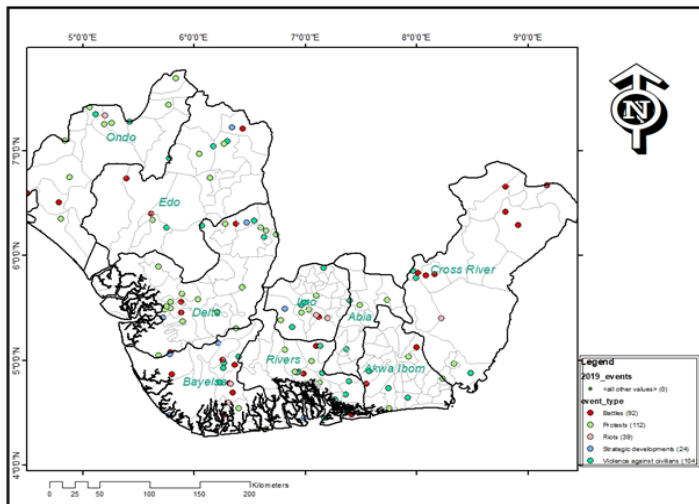 5°0'0"E 6°0'0"E 7°0'0"E 8°0'0"E 9°0'0"E
N
7°0'0"N
6°0'0"N
5°0'0"N
4°0'0"N
Ondo
Edo
Cross River
Delta
Imo
Abia
Rivers
Akwa Ibom
Bayelsa
Legend
2019_events
<all other values> (0)
event_type
Battles (92)
Protests (112)
Riots (39)
Strategic developments (24)
Violence against civilians (104)
0 25 50 100 150 200
Kilometers